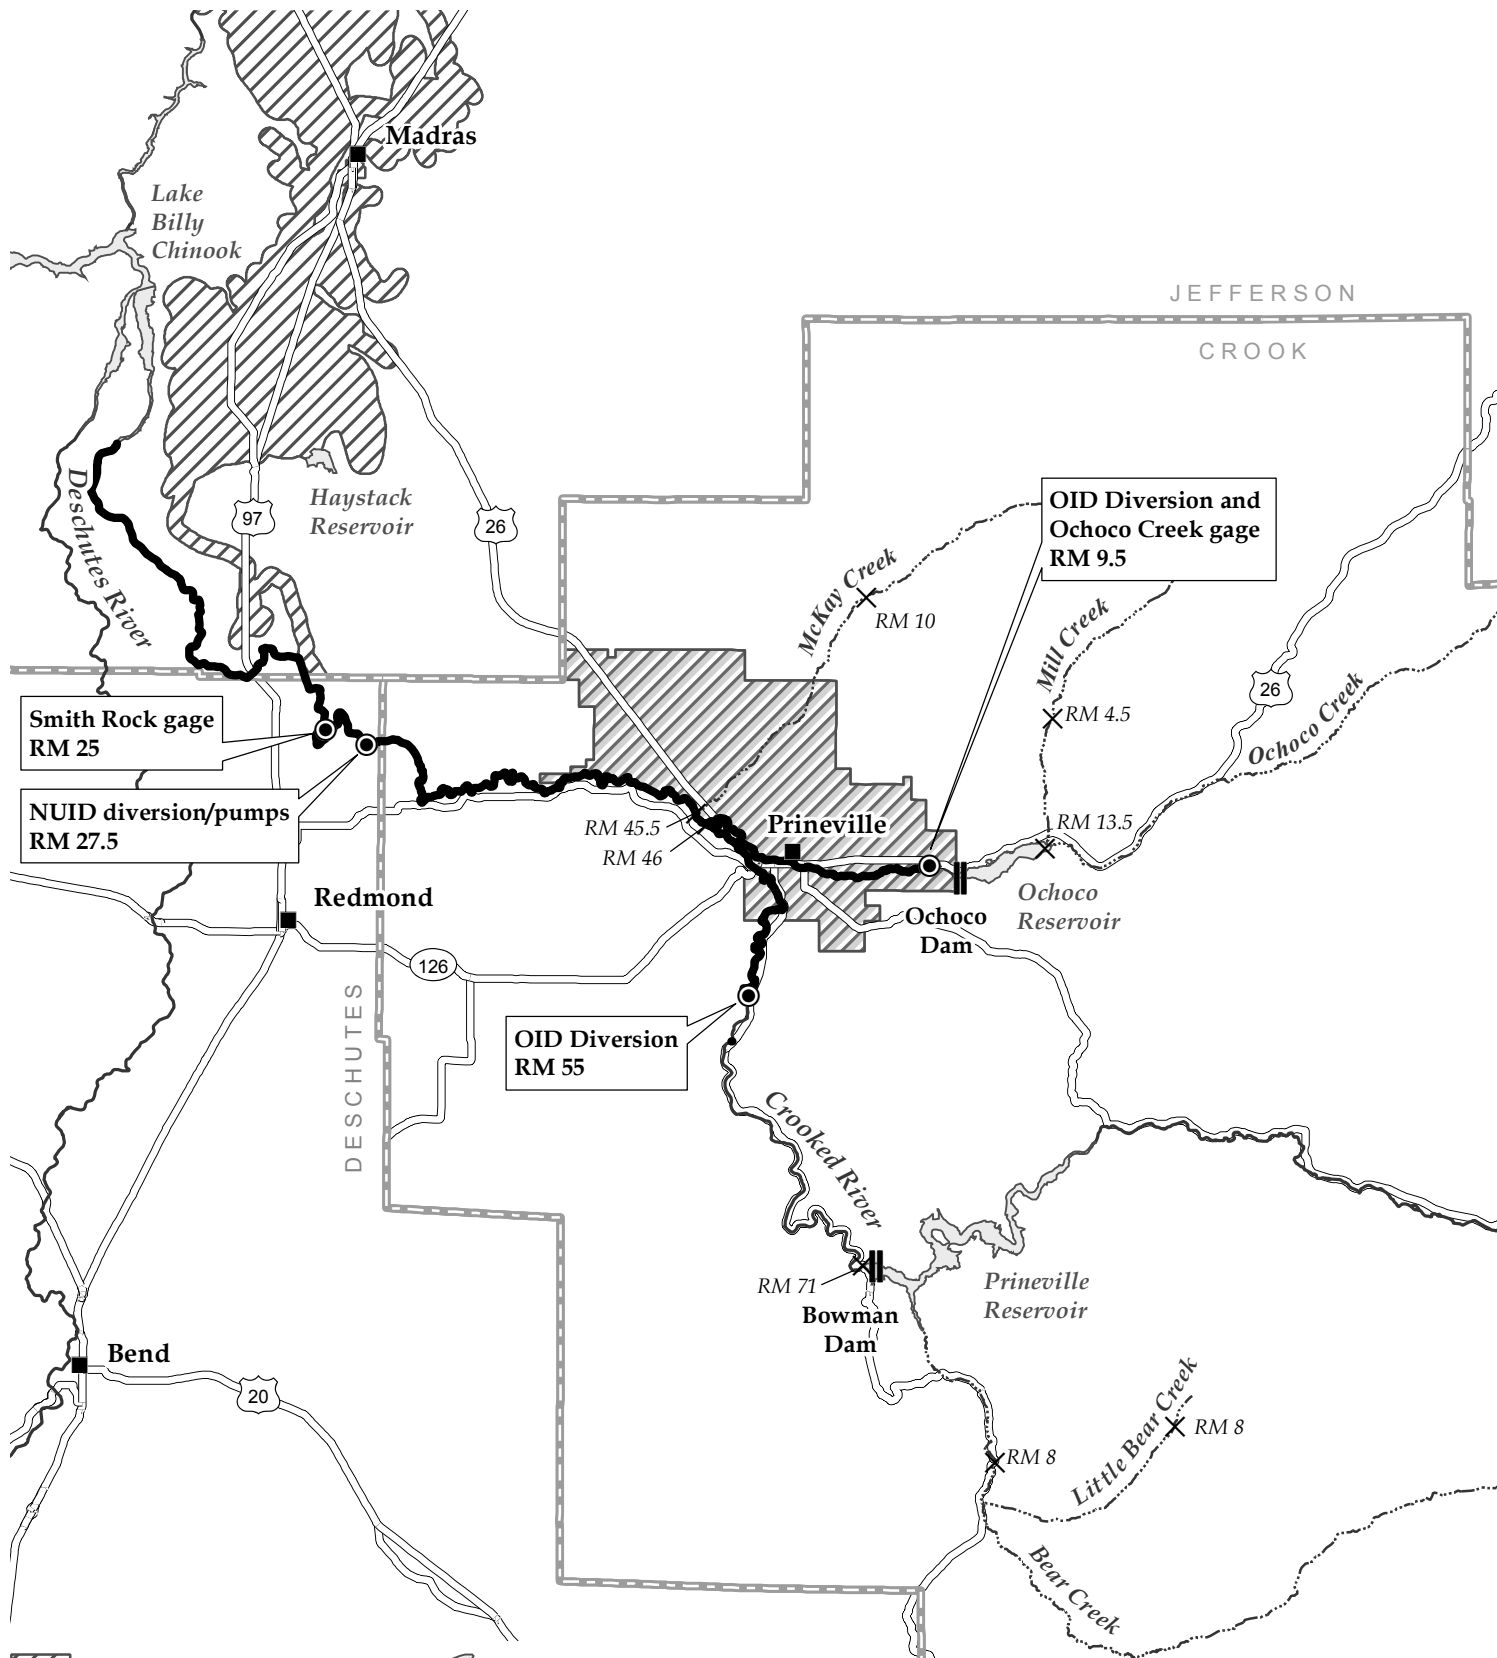 Madras
Lake
Billy
Chinook
JEFFERSON
CROOK
Deschutes River
Haystack
Reservoir
97
26
OID Diversion and
Ochoco Creek gage
RM 9.5
McKay Creek
RM 10
Mill Creek
RM 4.5
26
Ochoco Creek
Smith Rock gage
RM 25
NUID diversion/pumps
RM 27.5
RM 45.5
RM 46
Prineville
RM 13.5
Ochoco
Reservoir
Ochoco
Dam
Redmond
126
DESCHUTES
OID Diversion
RM 55
Crooked River
RM 71
Bowman
Dam
Prineville
Reservoir
Bend
20
Little Bear Creek
RM 8
RM 8
Bear Creek